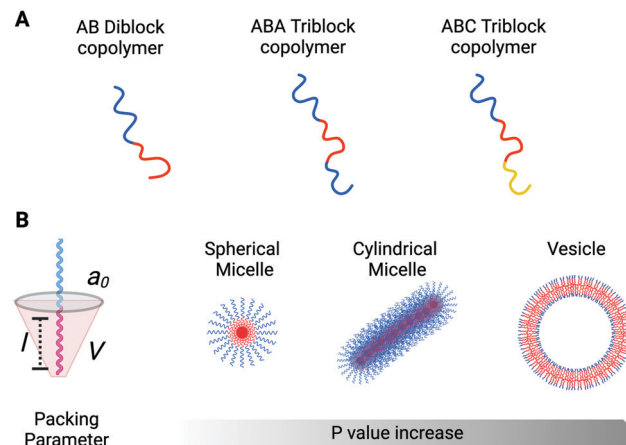 A
AB Diblock
copolymer
ABA Triblock
copolymer
ABC Triblock
copolymer
B
a0
l
V
Packing
Parameter
Spherical
Micelle
Cylindrical
Micelle
Vesicle
P value increase